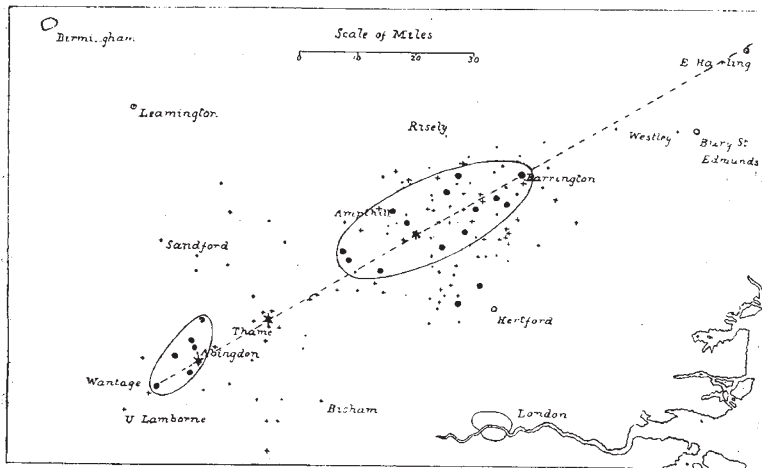 Birmingham
Scale of Miles
0 10 20 30
E Harling
Leamington
Risely
Westley
Bury St
Edmunds
Barrington
Ampthill
Sandford
Hertford
Thame
Abingdon
Wantage
U Lamborne
Bisham
London